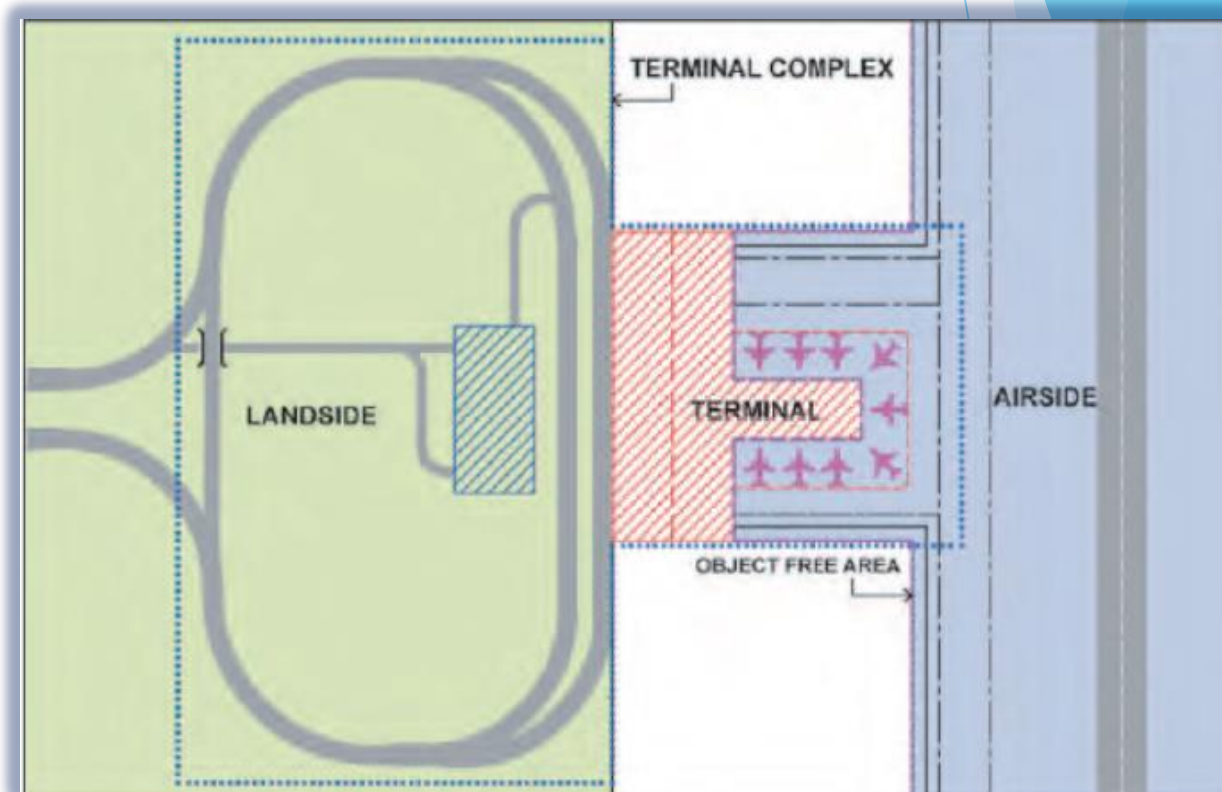 TERMINAL COMPLEX
LANDSIDE
TERMINAL
AIRSIDE
OBJECT FREE AREA